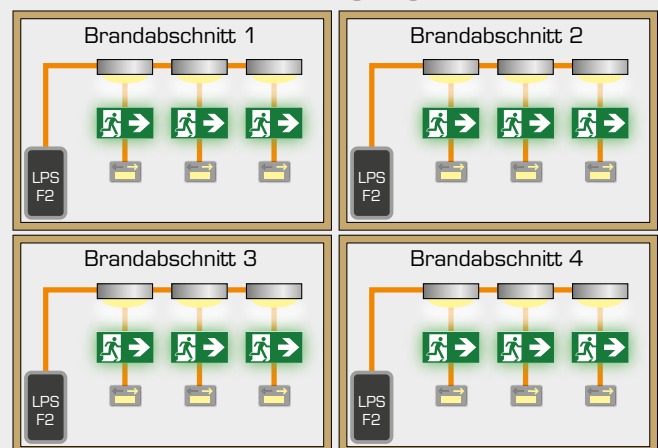 Brandabschnitt 1
LPS
F2
Brandabschnitt 2
LPS
F2
Brandabschnitt 3
LPS
F2
Brandabschnitt 4
LPS
F2